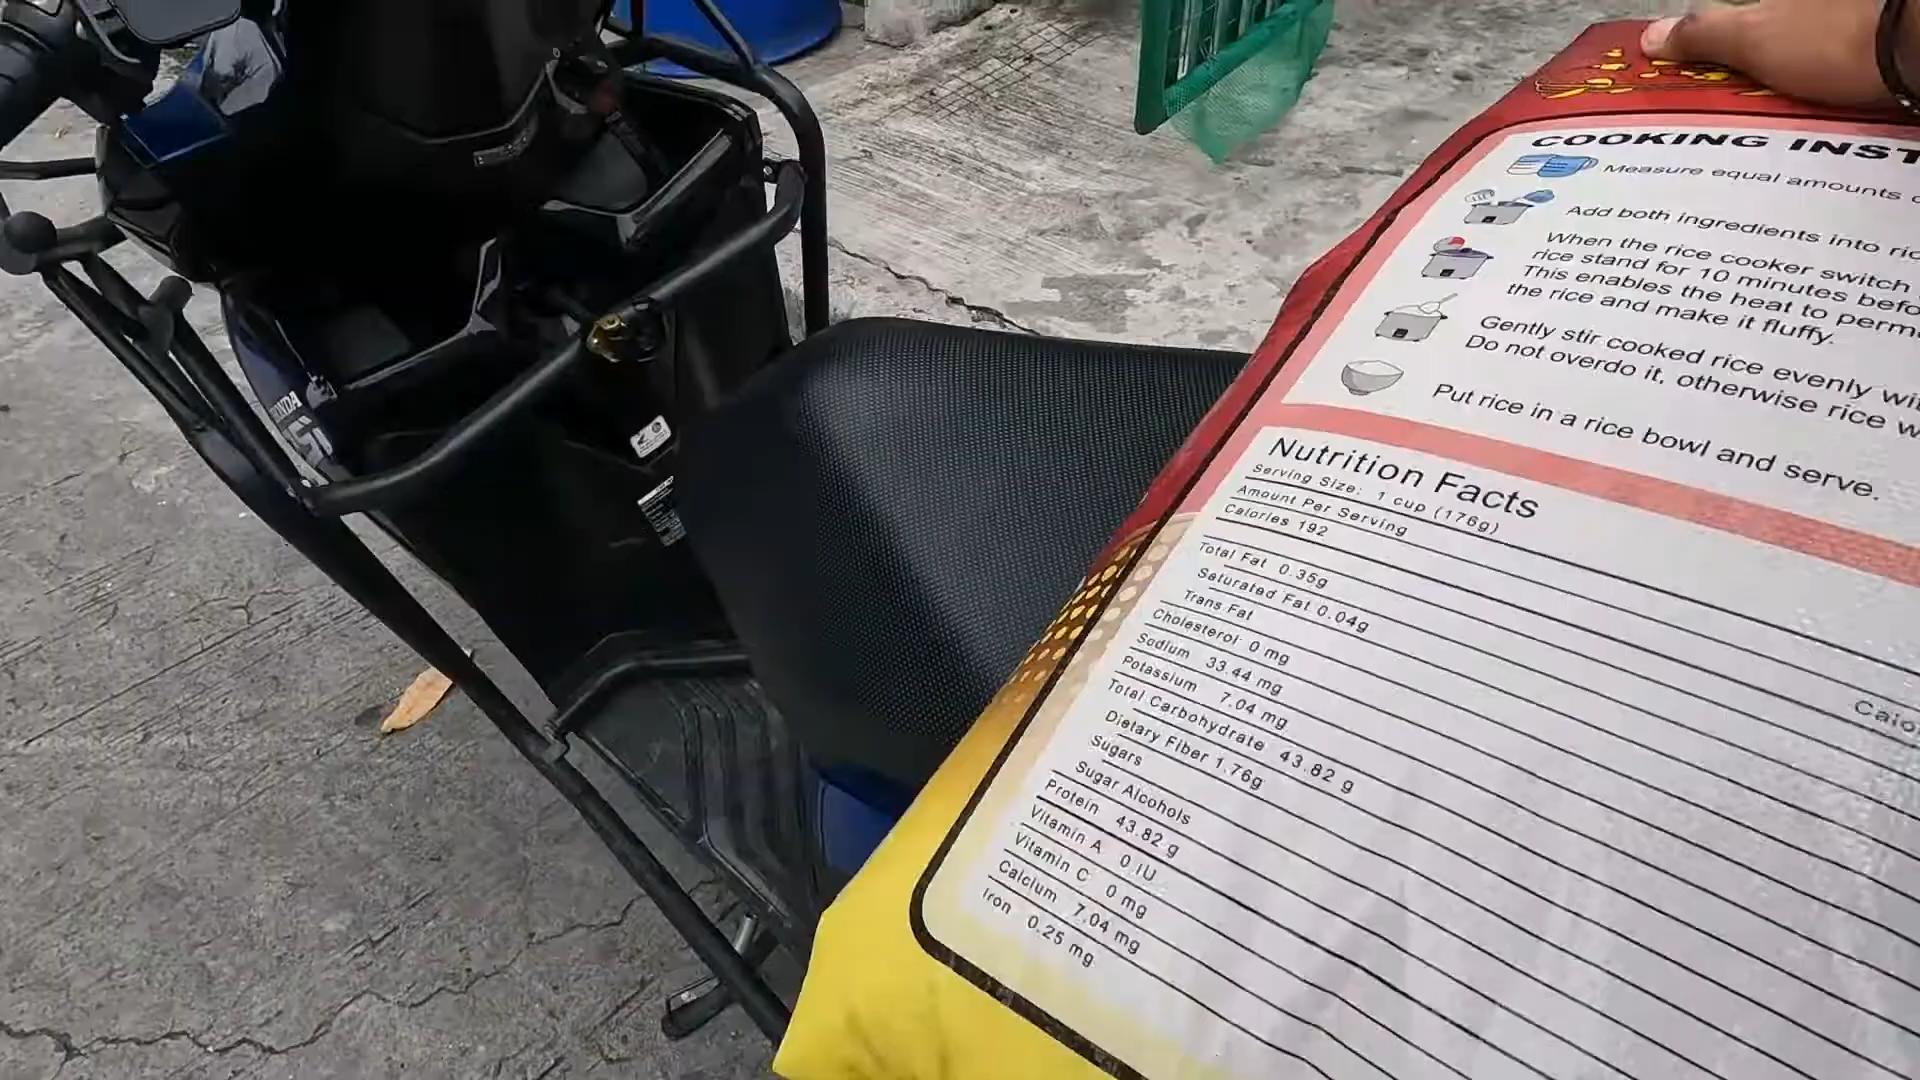 COOKING INST
Measure equal amounts
Add both ingredients into
When the rice cooker switch
rice stand for 10 minutes
This enables the heat to
the rice and make it fluffy.
Gently stir cooked rice evenly
Do not overdo it, otherwise rice
Put rice in a rice bowl and serve.
Nutrition Facts
Serving Size: 1 cup (176g)
Amount Per Serving
Calories 192
Total Fat 0.35g
Saturated Fat 0.04g
Trans Fat
Cholesterol 0 mg
Sodium 33.44 mg
Potassium 7.04 mg
Total Carbohydrate 43.82 g
Dietary Fiber 1.76g
Sugars
Sugar Alcohols
Protein 43.82 g
Vitamin A 0 IU
Vitamin C 0 mg
Calcium 7.04 mg
Iron 0.25 mg
HONDA